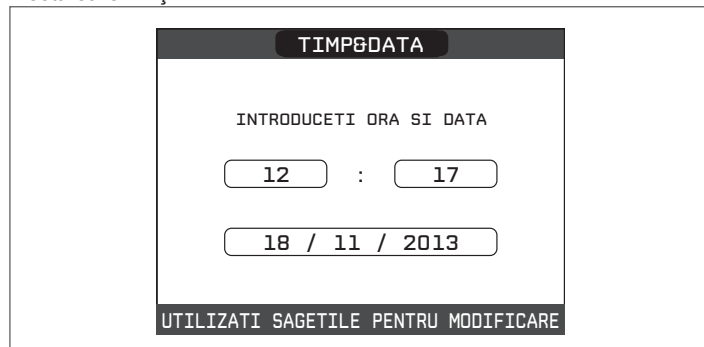 TIMP&DATA
INTRODUCETI ORA SI DATA
12 : 17
18 / 11 / 2013
UTILIZATI SAGETILE PENTRU MODIFICARE